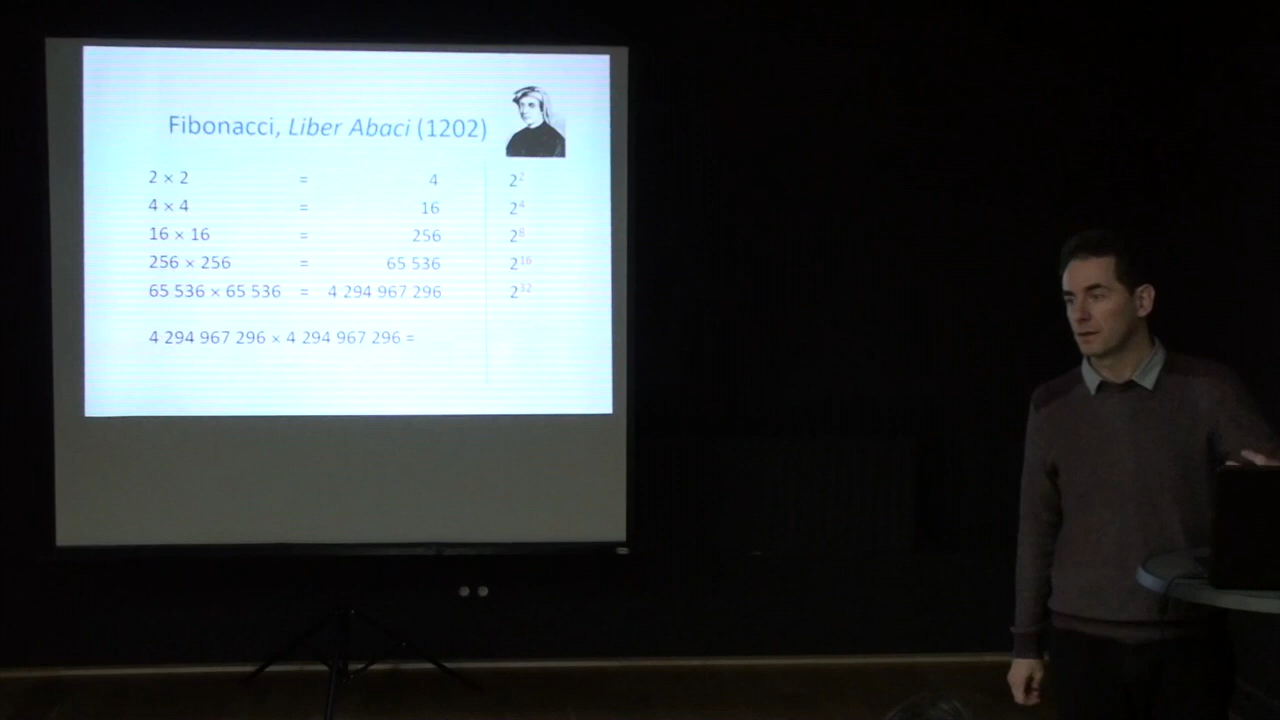 Fibonacci, Liber Abaci (1202)
2 × 2 = 4 2²
4 × 4 = 16 2⁴
16 × 16 = 256 2⁸
256 × 256 = 65 536 2¹⁶
65 536 × 65 536 = 4 294 967 296 2³²
4 294 967 296 × 4 294 967 296 =